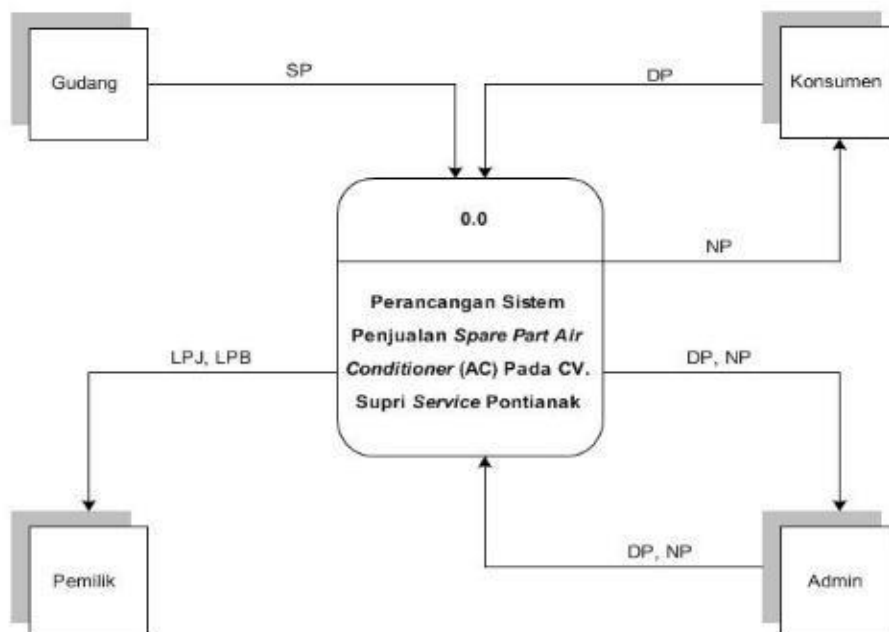 Gudang
SP
DP
Konsumen
0.0
NP
Perancangan Sistem
Penjualan Spare Part Air
Conditioner (AC) Pada CV.
Supri Service Pontianak
LPJ, LPB
DP, NP
DP, NP
Pemilik
Admin